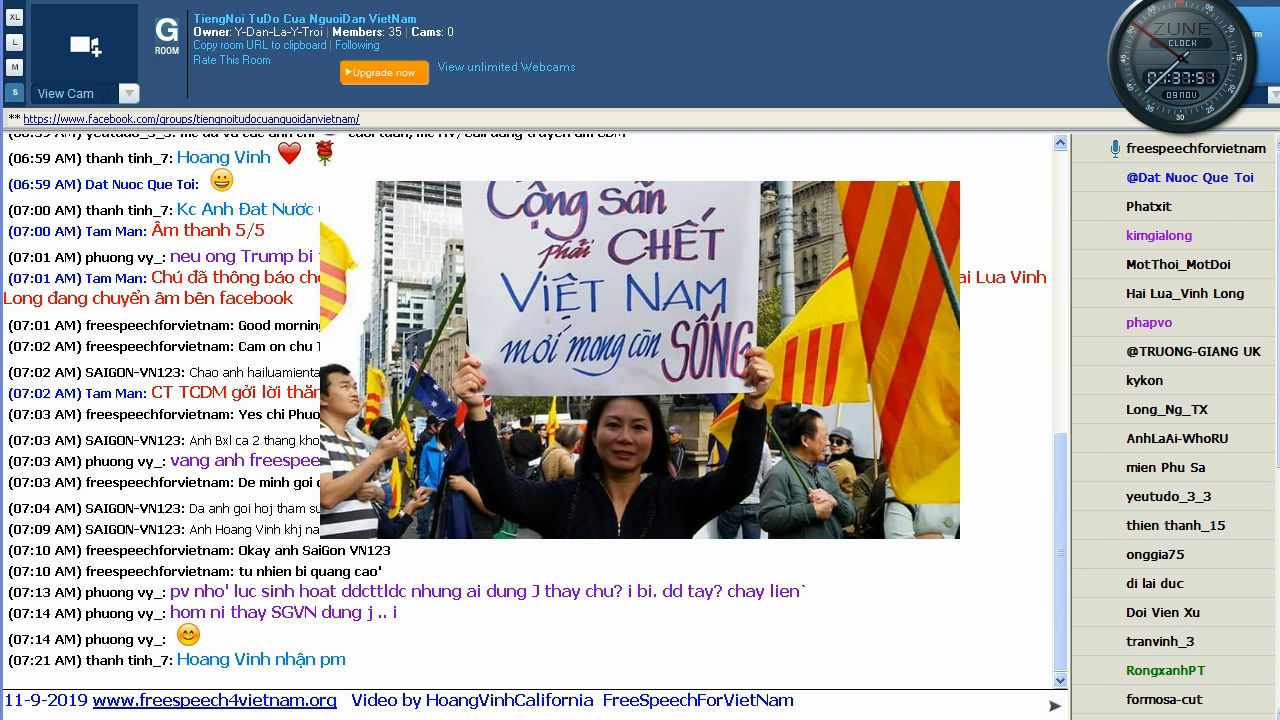 XL
L
M
S
View Cam
G
ROOM
TiengNoi TuDo Cua NguoiDan VietNam
Owner: Y-Dan-La-Y-Troi | Members: 35 | Cams: 0
Copy room URL to clipboard | Following
Rate This Room
Upgrade now
View unlimited Webcams
ZUNE
CLOCK
07:37:51
09 NOV
** https://www.facebook.com/groups/tiengnoitudocuanguoidanvietnam/
(06:59 AM) thanh tinh_7: Hoang Vinh
(06:59 AM) Dat Nuoc Que Toi:
(07:00 AM) thanh tinh_7: Kc Anh Đat Nước
(07:00 AM) Tam Man: Âm thanh 5/5
(07:01 AM) phuong vy_: neu ong Trump bi
(07:01 AM) Tam Man: Chú đã thông báo ai Lua Vinh
Long đang chuyển âm bên facebook
(07:01 AM) freespeechforvietnam: Good morning
(07:02 AM) freespeechforvietnam: Cam on chu
(07:02 AM) SAIGON-VN123: Chao anh hailuamienta
(07:02 AM) Tam Man: CT TCDM gởi lời
(07:03 AM) freespeechforvietnam: Yes chi
(07:03 AM) SAIGON-VN123: Anh Bxl ca 2 thang
(07:03 AM) phuong vy_: vang anh
(07:03 AM) freespeechforvietnam: De minh goi
(07:04 AM) SAIGON-VN123: Da anh goi hoj tham
(07:09 AM) SAIGON-VN123: Anh Hoang Vinh khj
(07:10 AM) freespeechforvietnam: Okay anh SaiGon VN123
(07:10 AM) freespeechforvietnam: tu nhien bi quang cao'
(07:13 AM) phuong vy_: pv nho' luc sinh hoat ddcttldc nhung ai dung J thay chu? i bi. dd tay? chay lien`
(07:14 AM) phuong vy_: hom ni thay SGVN dung j .. i
(07:14 AM) phuong vy_:
(07:21 AM) thanh tinh_7: Hoang Vinh nhận pm
Cộng sản
phải CHẾT
VIỆT NAM
mới mong còn SỐNG
freespeechforvietnam
@Dat Nuoc Que Toi
Phatxit
kimgialong
MotThoi_MotDoi
Hai Lua_Vinh Long
phapvo
@TRUONG-GIANG UK
kykon
Long_Ng_TX
AnhLaAi-WhoRU
mien Phu Sa
yeutudo_3_3
thien thanh_15
onggia75
di lai duc
Doi Vien Xu
tranvinh_3
RongxanhPT
formosa-cut
11-9-2019 www.freespeech4vietnam.org Video by HoangVinhCalifornia FreeSpeechForVietNam